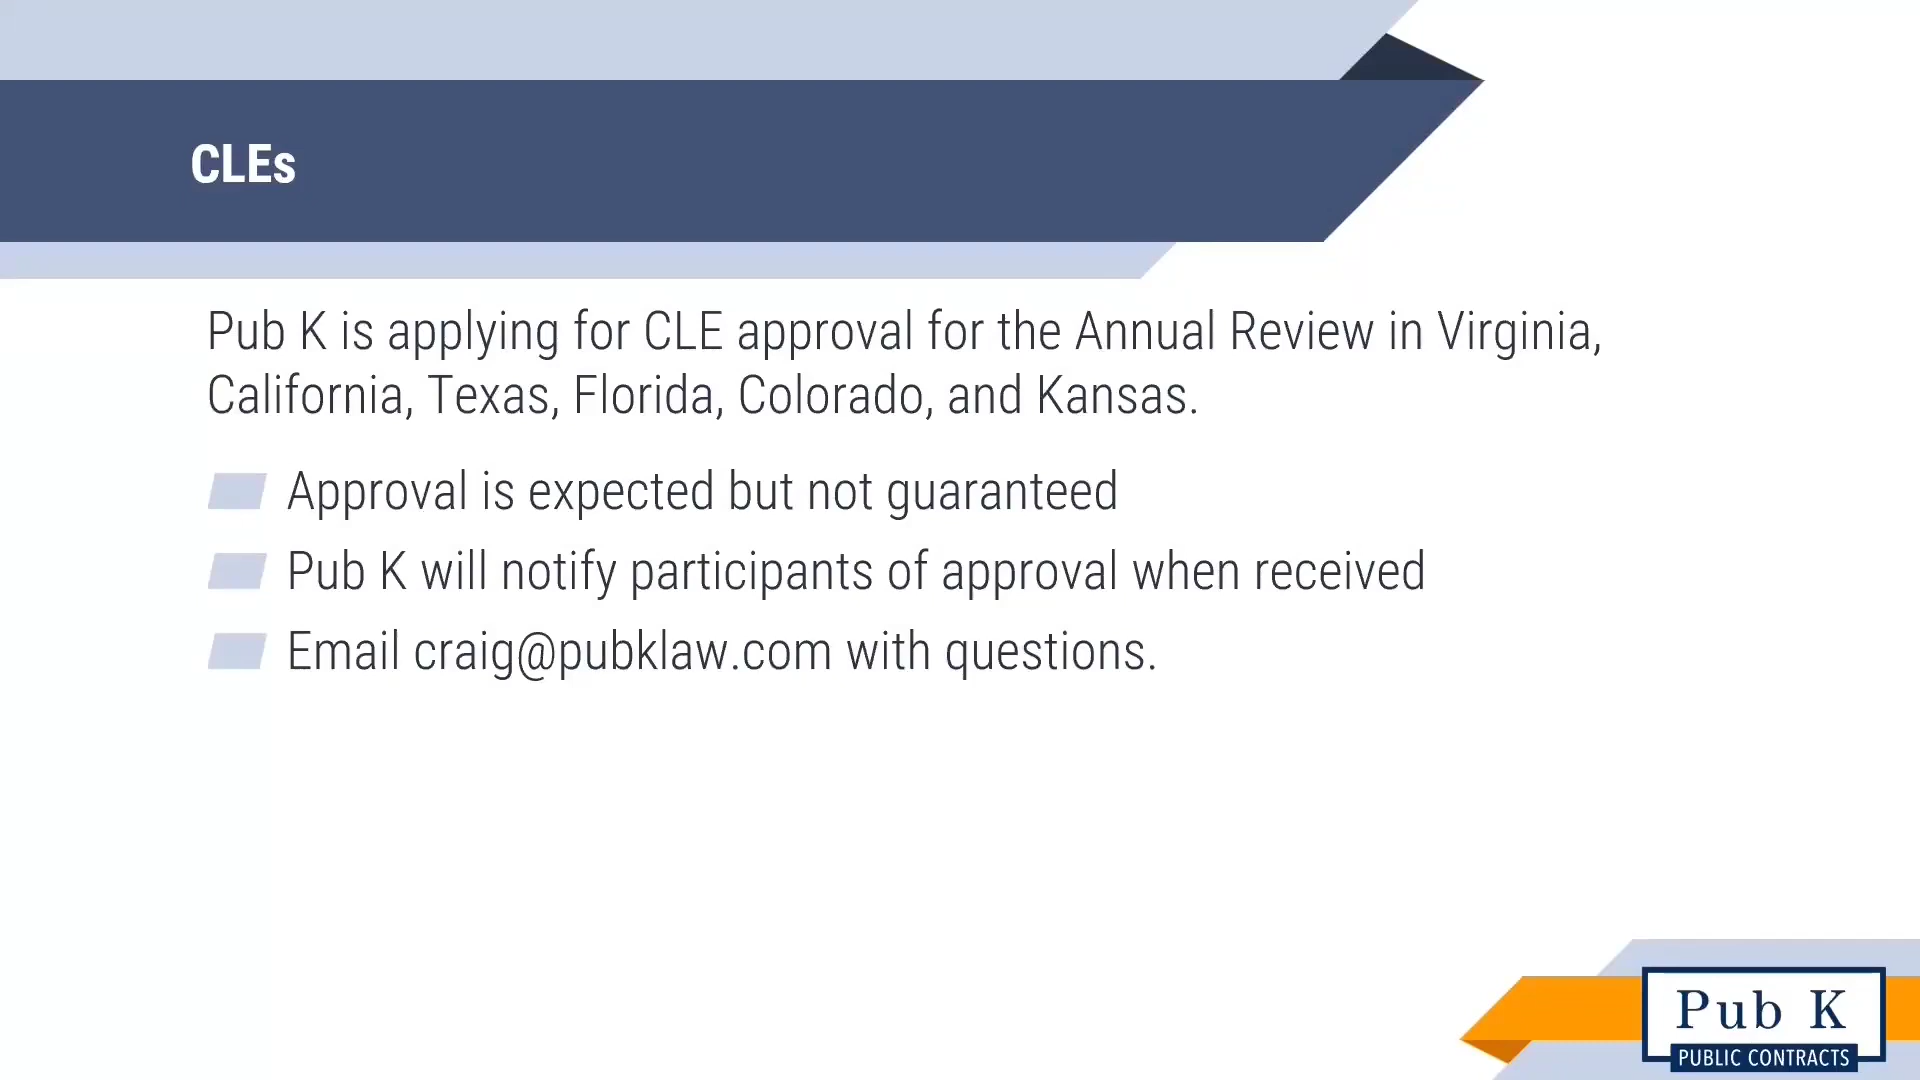 CLEs
Pub K is applying for CLE approval for the Annual Review in Virginia,
California, Texas, Florida, Colorado, and Kansas.
Approval is expected but not guaranteed
Pub K will notify participants of approval when received
Email craig@pubklaw.com with questions.
Pub K
PUBLIC CONTRACTS